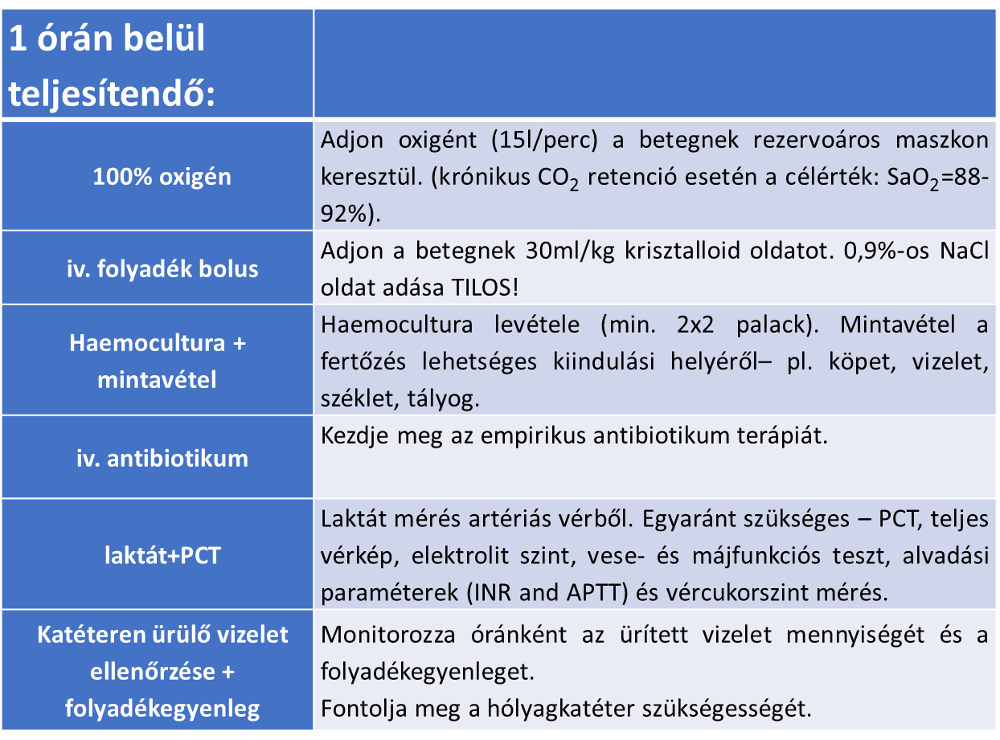 1 órán belül
teljesítendő:
100% oxigén
Adjon oxigént (15l/perc) a betegnek rezervoáros maszkon
keresztül. (krónikus CO₂ retenció esetén a célérték: SaO₂=88-
92%).
iv. folyadék bolus
Adjon a betegnek 30ml/kg krisztalloid oldatot. 0,9%-os NaCl
oldat adása TILOS!
Haemocultura +
mintavétel
Haemocultura levétele (min. 2x2 palack). Mintavétel a
fertőzés lehetséges kiindulási helyéről– pl. köpet, vizelet,
széklet, tályog.
iv. antibiotikum
Kezdje meg az empirikus antibiotikum terápiát.
laktát+PCT
Laktát mérés artériás vérből. Egyaránt szükséges – PCT, teljes
vérkép, elektrolit szint, vese- és májfunkciós teszt, alvadási
paraméterek (INR and APTT) és vércukorszint mérés.
Katéteren ürülő vizelet
ellenőrzése +
folyadékegyenleg
Monitorozza óránként az ürített vizelet mennyiségét és a
folyadékegyenleget.
Fontolja meg a hólyagkatéter szükségességét.